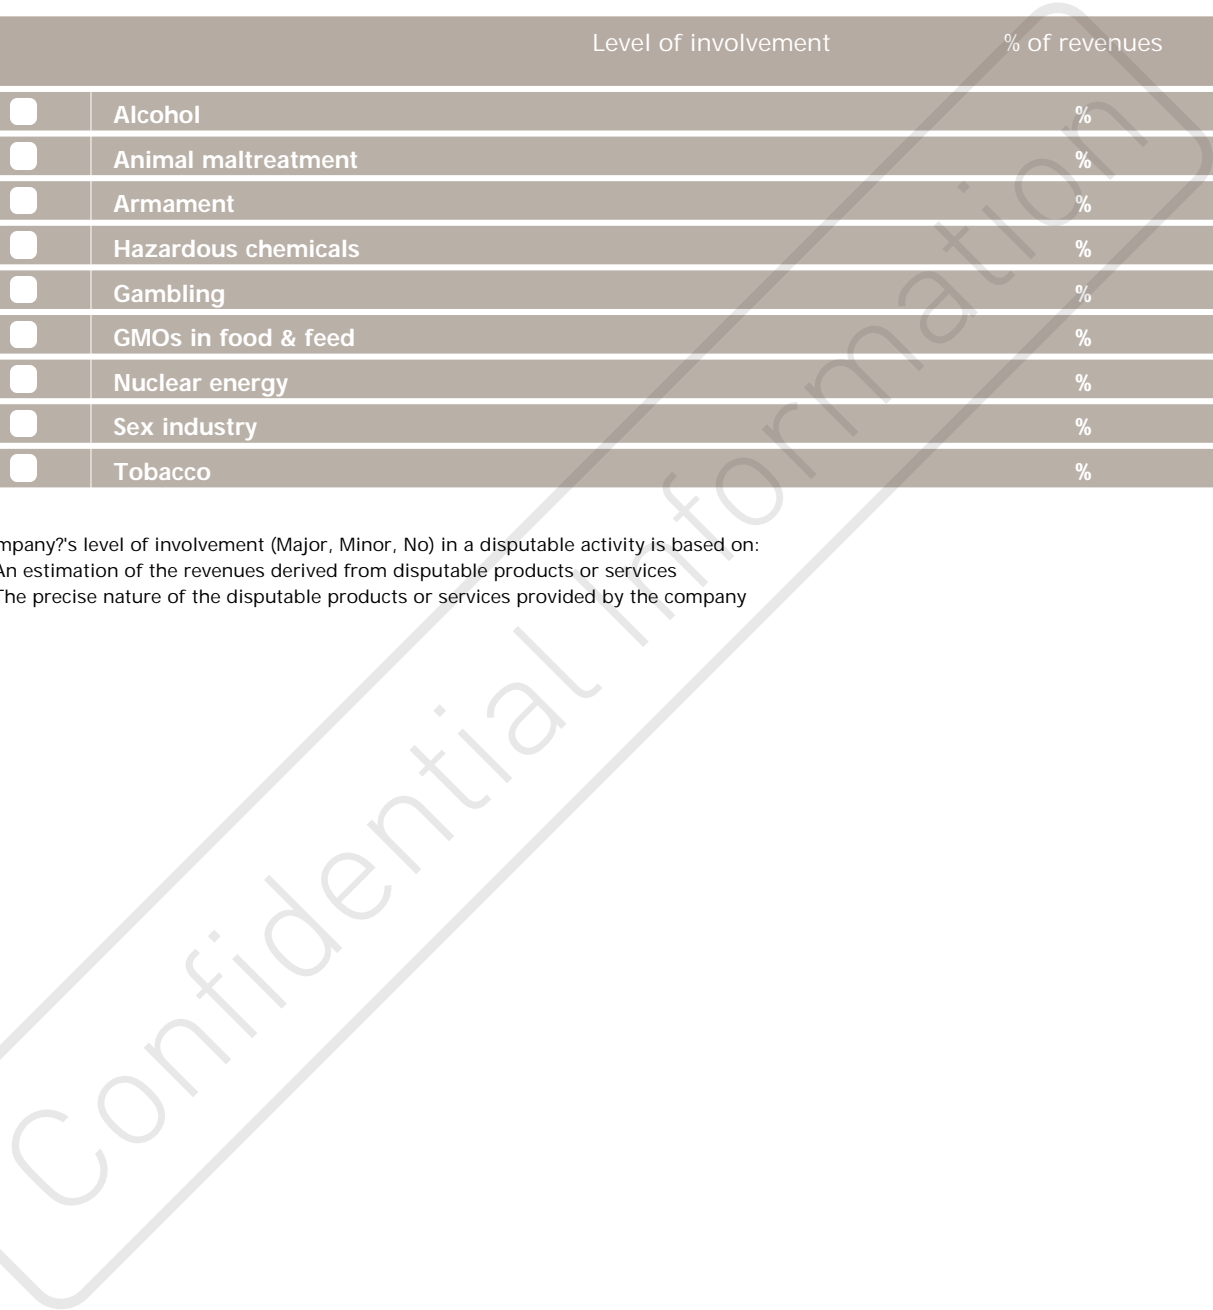 Level of involvement % of revenues
Alcohol %
Animal maltreatment %
Armament %
Hazardous chemicals %
Gambling %
GMOs in food & feed %
Nuclear energy %
Sex industry %
Tobacco %
mpany?'s level of involvement (Major, Minor, No) in a disputable activity is based on:
An estimation of the revenues derived from disputable products or services
The precise nature of the disputable products or services provided by the company
Confidential Information